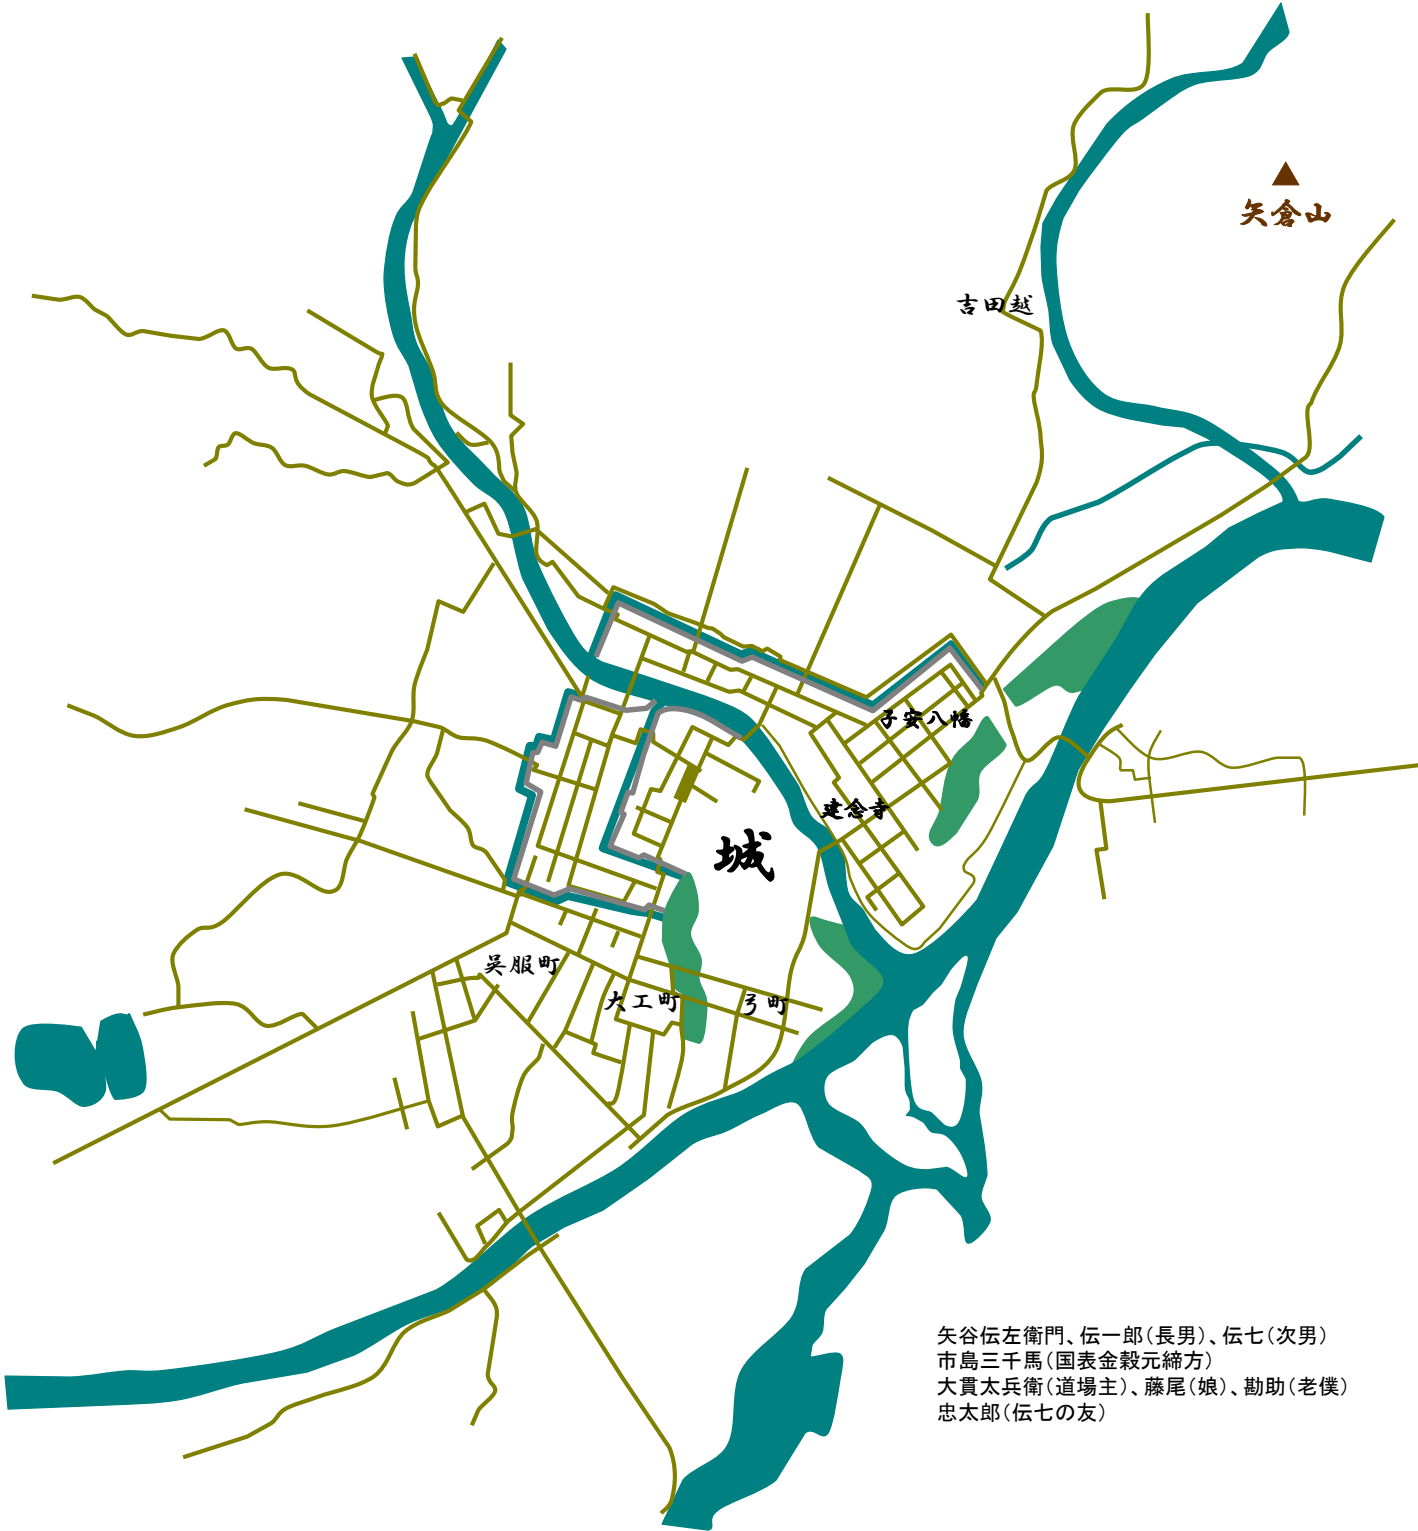 矢倉山
吉田越
子安八幡
建念寺
城
呉服町
大工町
弓町
矢谷伝左衛門、伝一郎(長男)、伝七(次男)
市島三千馬(国表金穀元締方)
大貫太兵衛(道場主)、藤尾(娘)、勘助(老僕)
忠太郎(伝七の友)